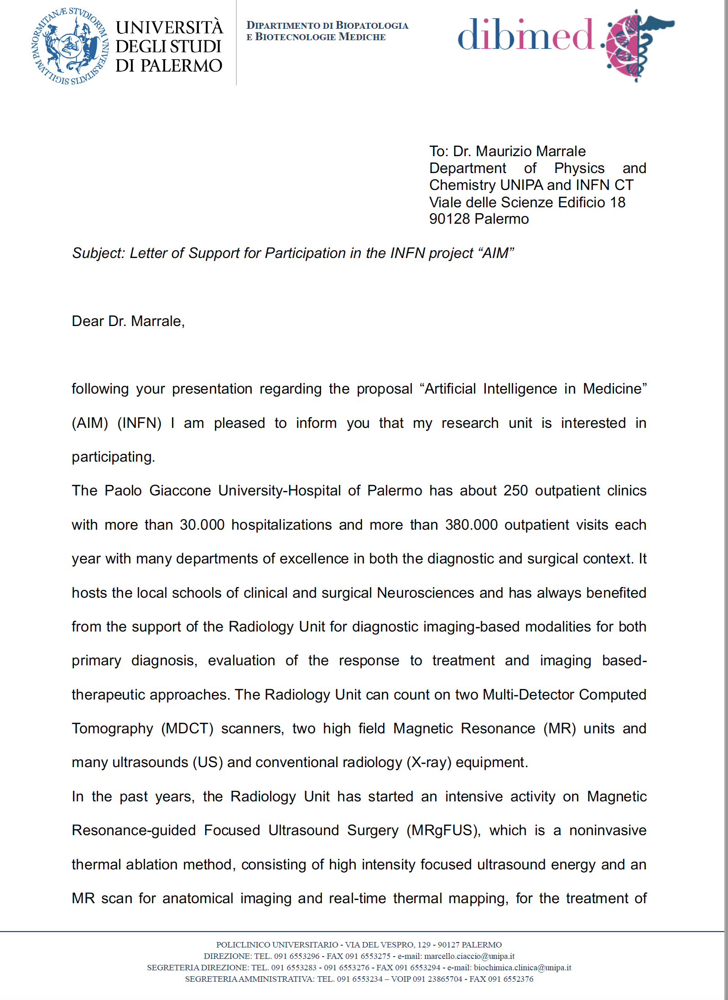 SIGILLVM PANORMITANÆ STVDIORVM VNIVERSITATIS
UNIVERSITÀ
DEGLI STUDI
DI PALERMO
DIPARTIMENTO DI BIOPATOLOGIA
E BIOTECNOLOGIE MEDICHE
dibmed
To: Dr. Maurizio Marrale
Department of Physics and
Chemistry UNIPA and INFN CT
Viale delle Scienze Edificio 18
90128 Palermo
Subject: Letter of Support for Participation in the INFN project “AIM”
Dear Dr. Marrale,
following your presentation regarding the proposal “Artificial Intelligence in Medicine”
(AIM) (INFN) I am pleased to inform you that my research unit is interested in
participating.
The Paolo Giaccone University-Hospital of Palermo has about 250 outpatient clinics
with more than 30.000 hospitalizations and more than 380.000 outpatient visits each
year with many departments of excellence in both the diagnostic and surgical context. It
hosts the local schools of clinical and surgical Neurosciences and has always benefited
from the support of the Radiology Unit for diagnostic imaging-based modalities for both
primary diagnosis, evaluation of the response to treatment and imaging based-
therapeutic approaches. The Radiology Unit can count on two Multi-Detector Computed
Tomography (MDCT) scanners, two high field Magnetic Resonance (MR) units and
many ultrasounds (US) and conventional radiology (X-ray) equipment.
In the past years, the Radiology Unit has started an intensive activity on Magnetic
Resonance-guided Focused Ultrasound Surgery (MRgFUS), which is a noninvasive
thermal ablation method, consisting of high intensity focused ultrasound energy and an
MR scan for anatomical imaging and real-time thermal mapping, for the treatment of
POLICLINICO UNIVERSITARIO - VIA DEL VESPRO, 129 - 90127 PALERMO
DIREZIONE: TEL. 091 6553296 - FAX 091 6553275 - e-mail: marcello.ciaccio@unipa.it
SEGRETERIA DIREZIONE: TEL. 091 6553283 - 091 6553276 - FAX 091 6553294 - e-mail: biochimica.clinica@unipa.it
SEGRETERIA AMMINISTRATIVA: TEL. 091 6553234 – VOIP 091 23865704 - FAX 091 6552376